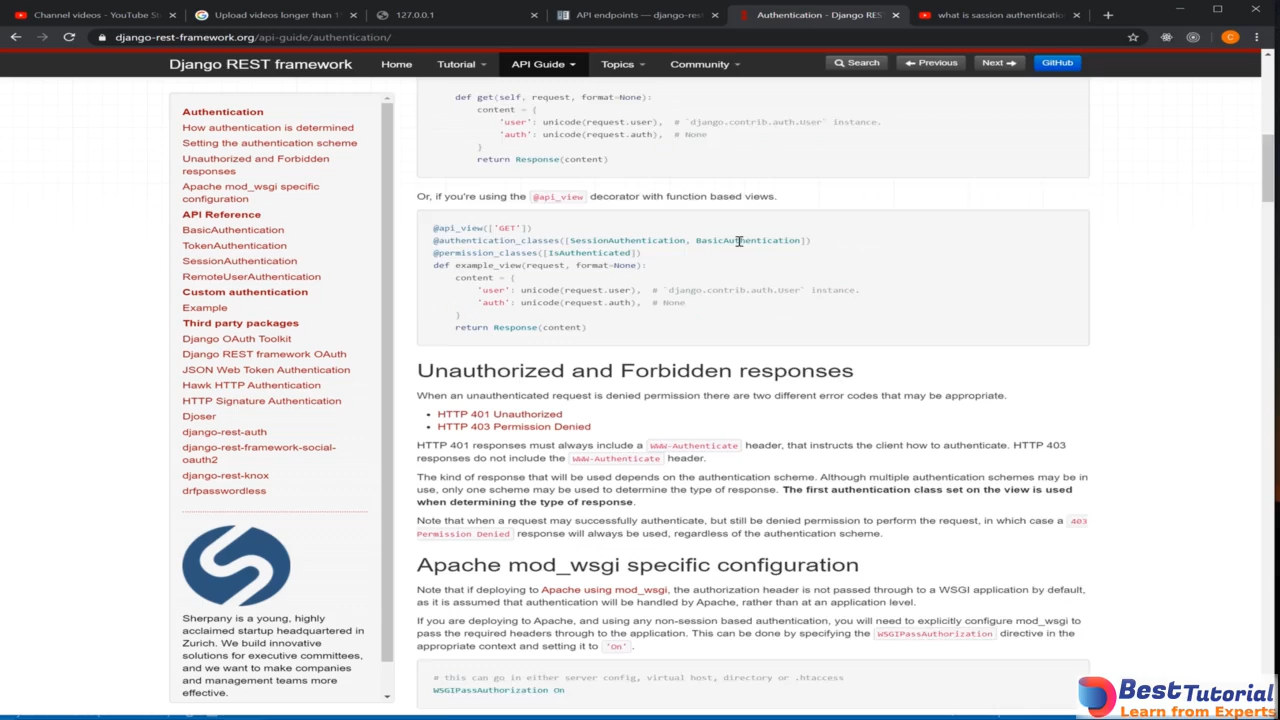 Channel videos - YouTube St
Upload videos longer than 1
127.0.0.1
API endpoints — django-res
Authentication - Django RES
what is sassion authenticatio
django-rest-framework.org/api-guide/authentication/
C
Django REST framework
Home
Tutorial
API Guide
Topics
Community
Search
Previous
Next
GitHub
Authentication
How authentication is determined
Setting the authentication scheme
Unauthorized and Forbidden
responses
Apache mod_wsgi specific
configuration
API Reference
BasicAuthentication
TokenAuthentication
SessionAuthentication
RemoteUserAuthentication
Custom authentication
Example
Third party packages
Django OAuth Toolkit
Django REST framework OAuth
JSON Web Token Authentication
Hawk HTTP Authentication
HTTP Signature Authentication
Djoser
django-rest-auth
django-rest-framework-social-
oauth2
django-rest-knox
drfpasswordless
Sherpany is a young, highly
acclaimed startup headquartered in
Zurich. We build innovative
solutions for executive committees,
and we want to make companies
and management teams more
effective.
def get(self, request, format=None):
content = {
'user': unicode(request.user),  # `django.contrib.auth.User` instance.
'auth': unicode(request.auth),  # None
}
return Response(content)
Or, if you're using the @api_view decorator with function based views.
@api_view(['GET'])
@authentication_classes([SessionAuthentication, BasicAuthentication])
@permission_classes([IsAuthenticated])
def example_view(request, format=None):
content = {
'user': unicode(request.user),  # `django.contrib.auth.User` instance.
'auth': unicode(request.auth),  # None
}
return Response(content)
Unauthorized and Forbidden responses
When an unauthenticated request is denied permission there are two different error codes that may be appropriate.
• HTTP 401 Unauthorized
• HTTP 403 Permission Denied
HTTP 401 responses must always include a WWW-Authenticate header, that instructs the client how to authenticate. HTTP 403
responses do not include the WWW-Authenticate header.
The kind of response that will be used depends on the authentication scheme. Although multiple authentication schemes may be in
use, only one scheme may be used to determine the type of response. The first authentication class set on the view is used
when determining the type of response.
Note that when a request may successfully authenticate, but still be denied permission to perform the request, in which case a 403
Permission Denied response will always be used, regardless of the authentication scheme.
Apache mod_wsgi specific configuration
Note that if deploying to Apache using mod_wsgi, the authorization header is not passed through to a WSGI application by default,
as it is assumed that authentication will be handled by Apache, rather than at an application level.
If you are deploying to Apache, and using any non-session based authentication, you will need to explicitly configure mod_wsgi to
pass the required headers through to the application. This can be done by specifying the WSGIPassAuthorization directive in the
appropriate context and setting it to 'On'.
# this can go in either server config, virtual host, directory or .htaccess
WSGIPassAuthorization On
BestTutorial
Learn from Experts